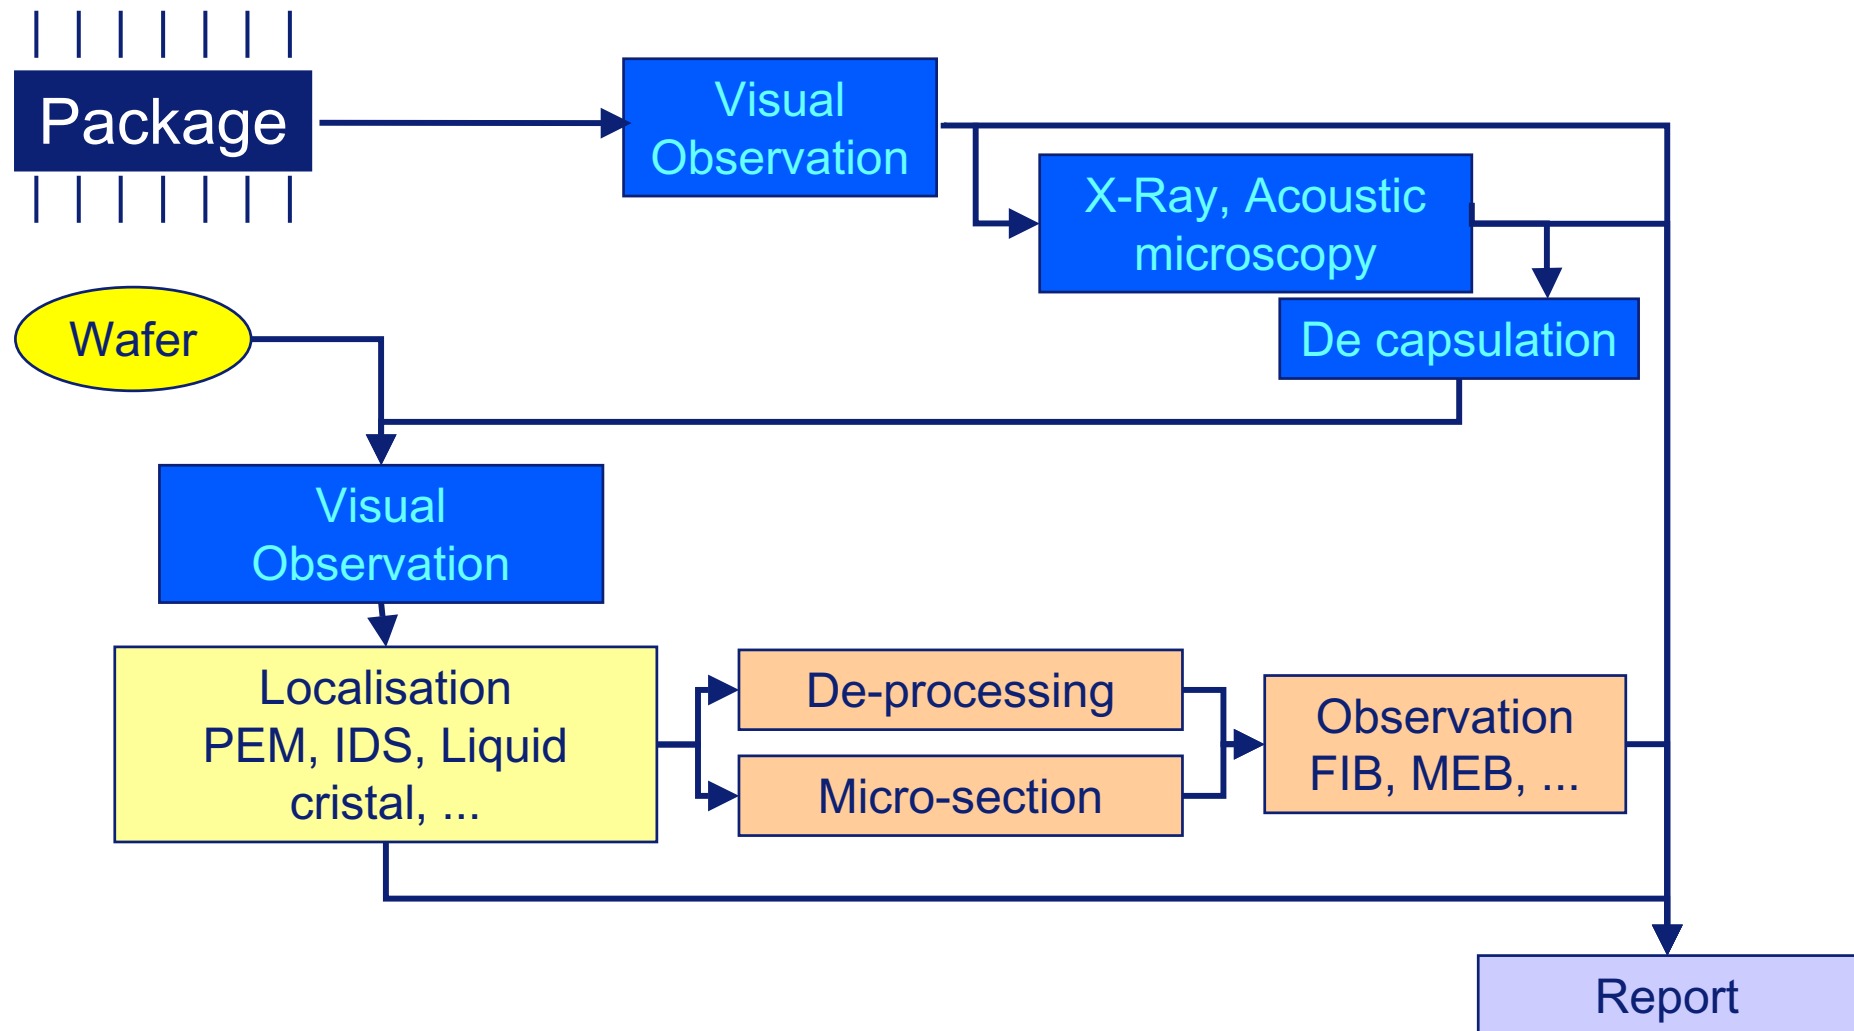 Package
Visual
Observation
X-Ray, Acoustic
microscopy
De capsulation
Wafer
Visual
Observation
Localisation
PEM, IDS, Liquid
cristal, ...
De-processing
Micro-section
Observation
FIB, MEB, ...
Report